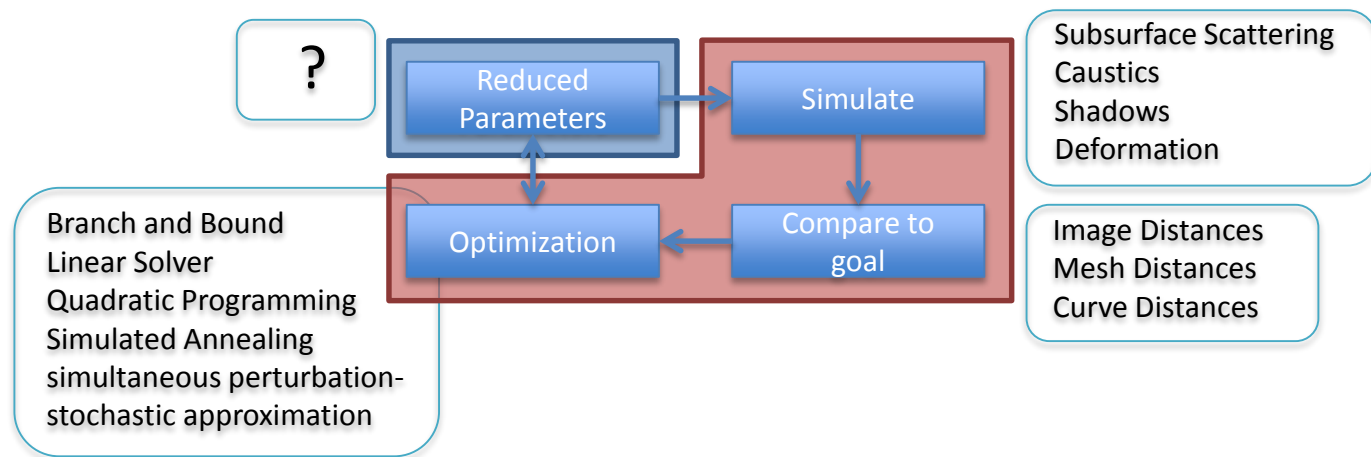 ?
Reduced
Parameters
Simulate
Subsurface Scattering
Caustics
Shadows
Deformation
Branch and Bound
Linear Solver
Quadratic Programming
Simulated Annealing
simultaneous perturbation-
stochastic approximation
Optimization
Compare to
goal
Image Distances
Mesh Distances
Curve Distances